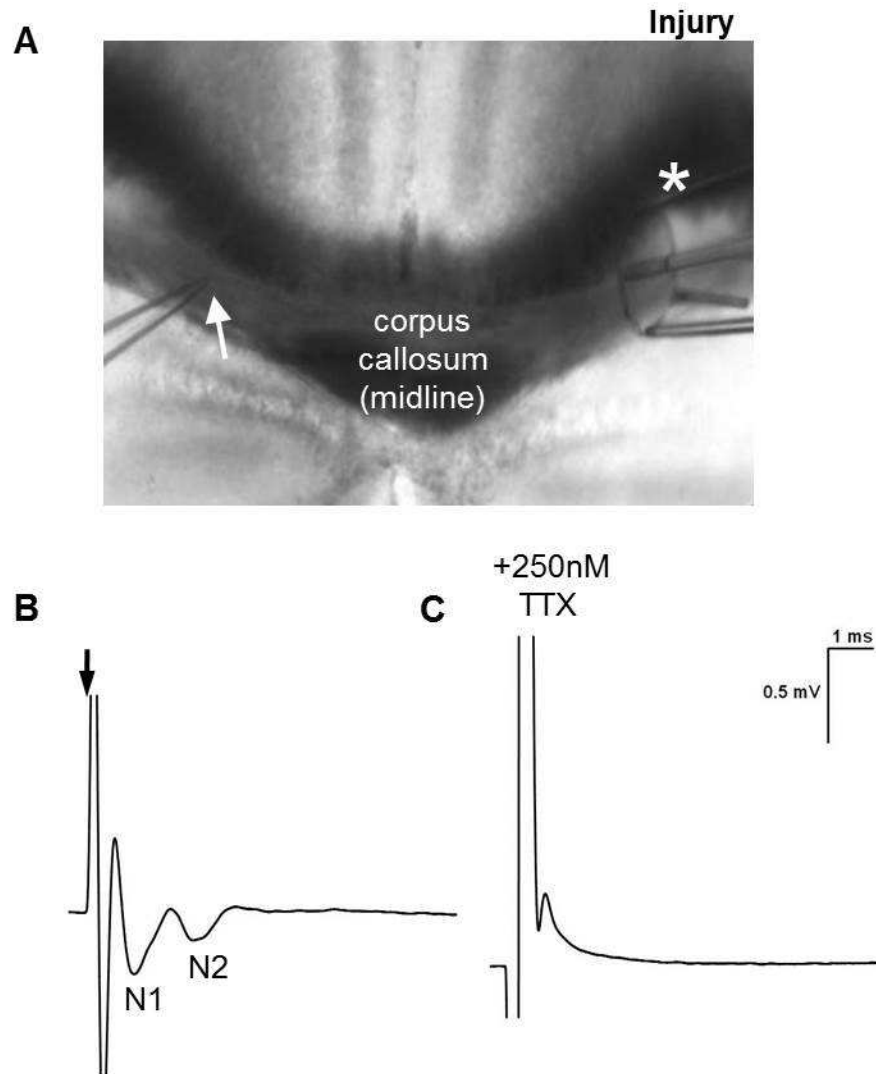 Injury
A
*
corpus
callosum
(midline)
+250nM
TTX
B
C
1 ms
0.5 mV
N1
N2